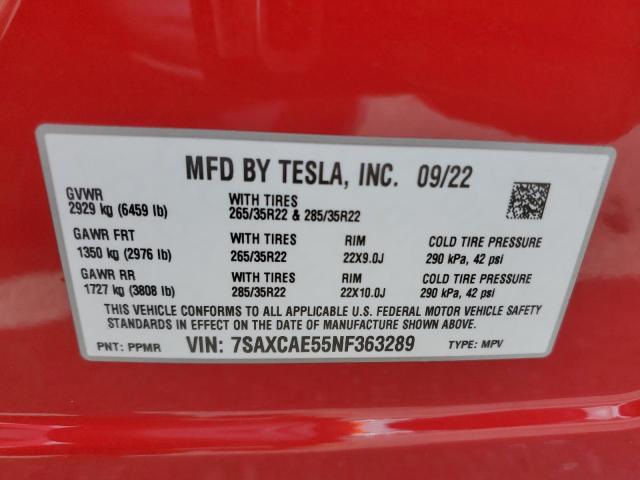 MFD BY TESLA, INC. 09/22
GVWR
2929 kg (6459 lb)
WITH TIRES
265/35R22 & 285/35R22
GAWR FRT
1350 kg (2976 lb)
WITH TIRES
265/35R22
RIM
22X9.0J
COLD TIRE PRESSURE
290 kPa, 42 psi
GAWR RR
1727 kg (3808 lb)
WITH TIRES
285/35R22
RIM
22X10.0J
COLD TIRE PRESSURE
290 kPa, 42 psi
THIS VEHICLE CONFORMS TO ALL APPLICABLE U.S. FEDERAL MOTOR VEHICLE SAFETY
STANDARDS IN EFFECT ON THE DATE OF MANUFACTURE SHOWN ABOVE.
PNT: PPMR VIN: 7SAXCAE55NF363289 TYPE: MPV